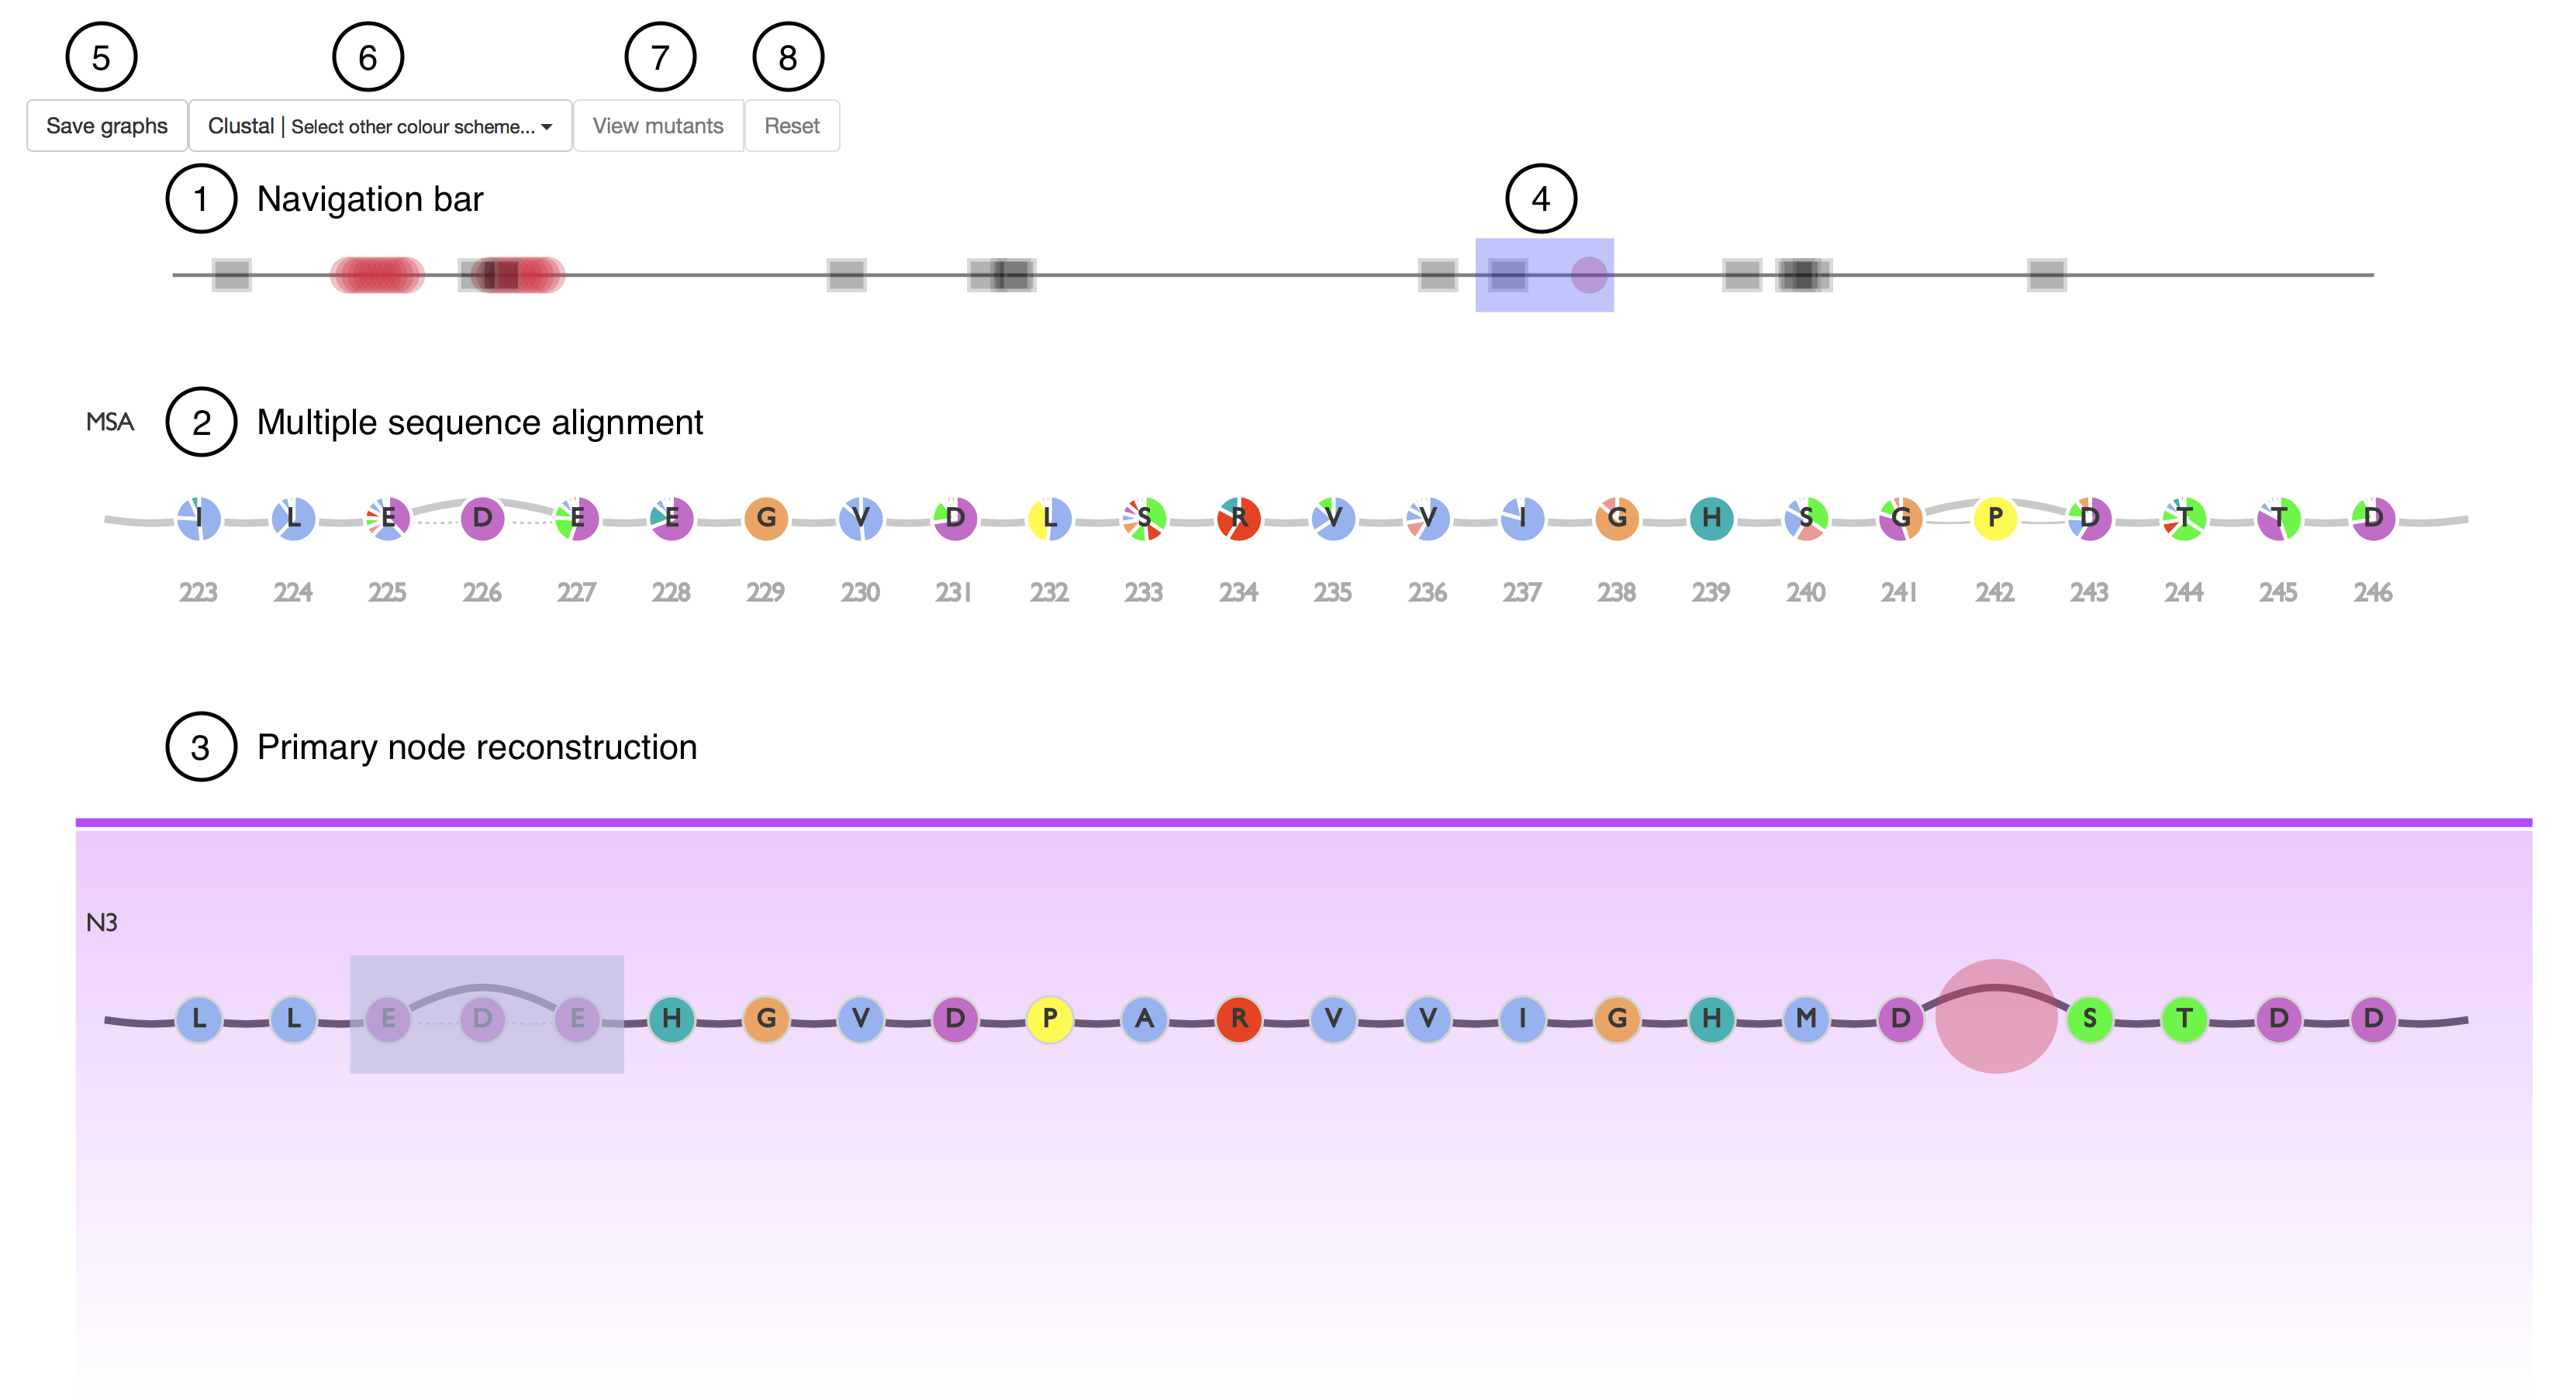 5 6 7 8
Save graphs Clustal | Select other colour scheme... View mutants Reset
1 Navigation bar 4
MSA 2 Multiple sequence alignment
I L E D E E G V D L S R V V I G H S G P D T T D
223 224 225 226 227 228 229 230 231 232 233 234 235 236 237 238 239 240 241 242 243 244 245 246
3 Primary node reconstruction
N3
L L E D E H G V D P A R V V I G H M D S T D D